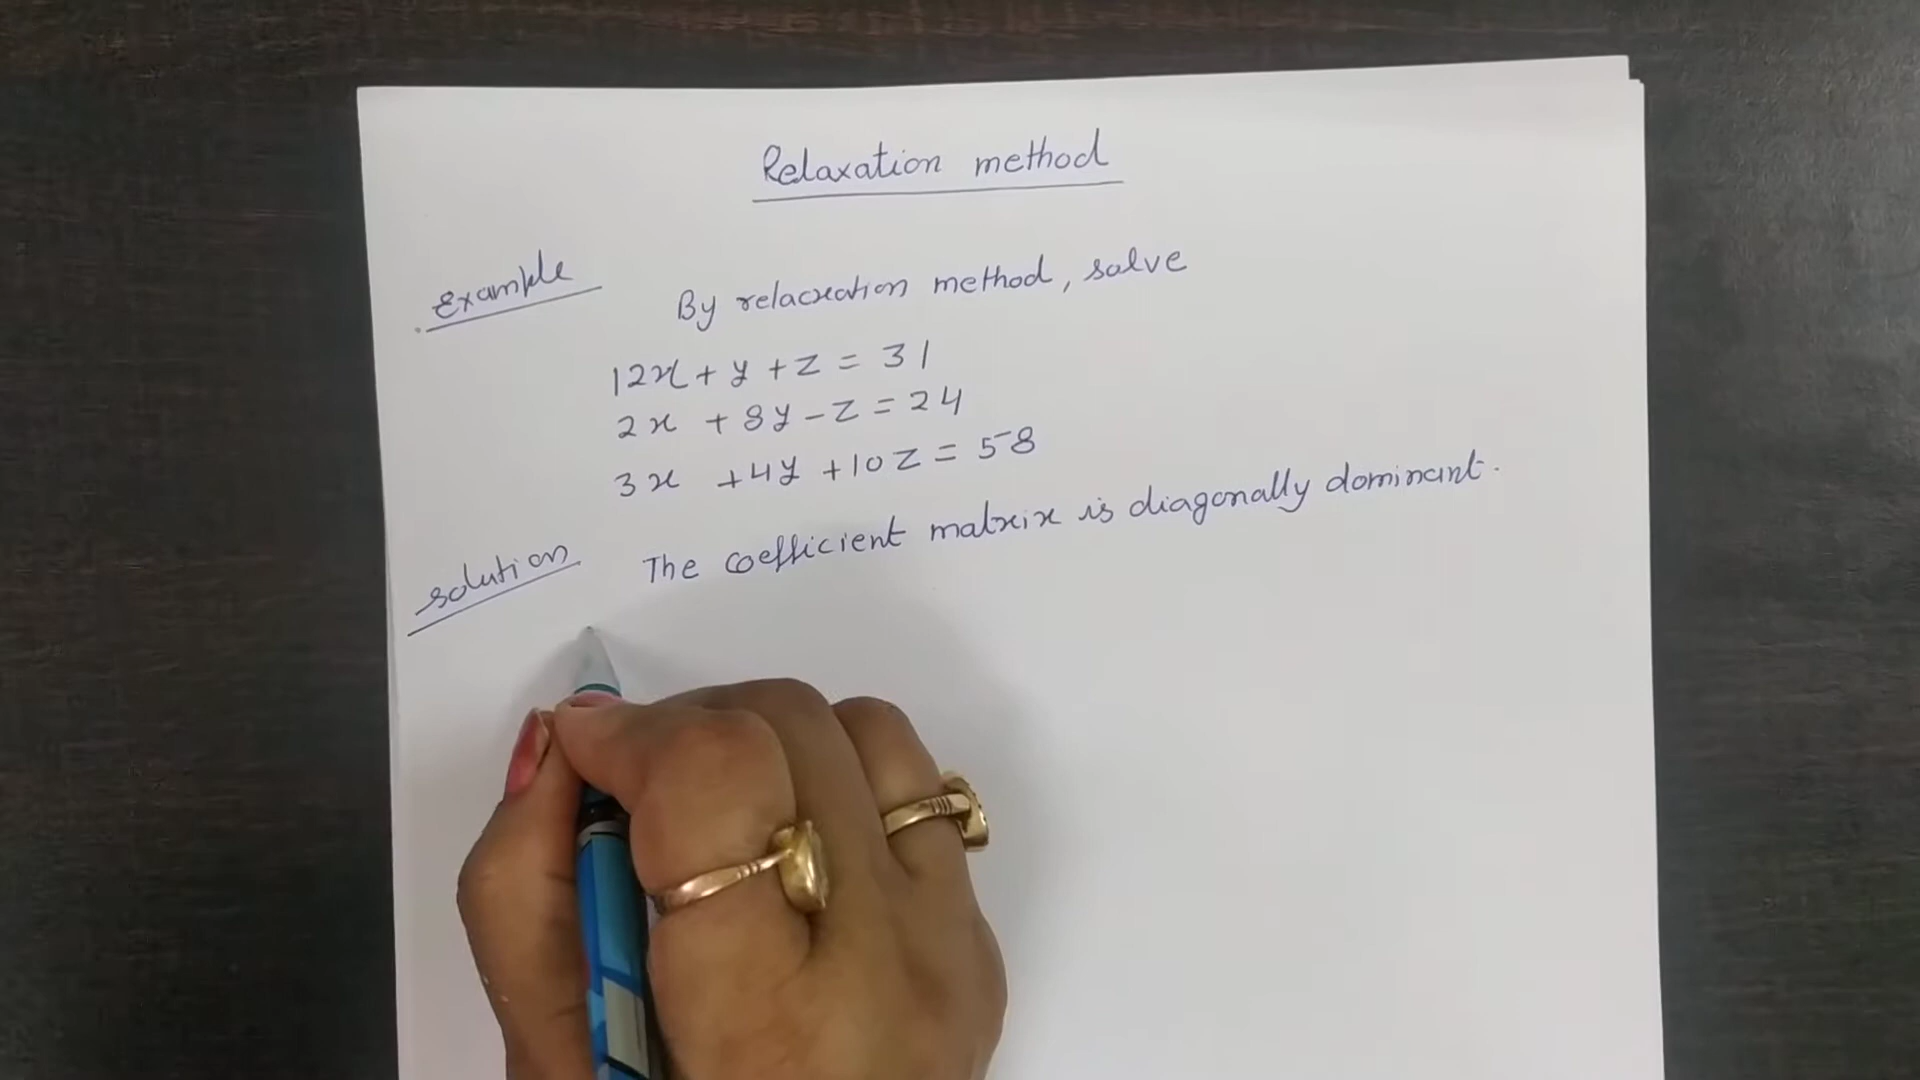 Relaxation method
Example By relaxation method, solve
12x + y + z = 31
2x + 8y - z = 24
3x + 4y + 10z = 58
solution The coefficient matrix is diagonally dominant.